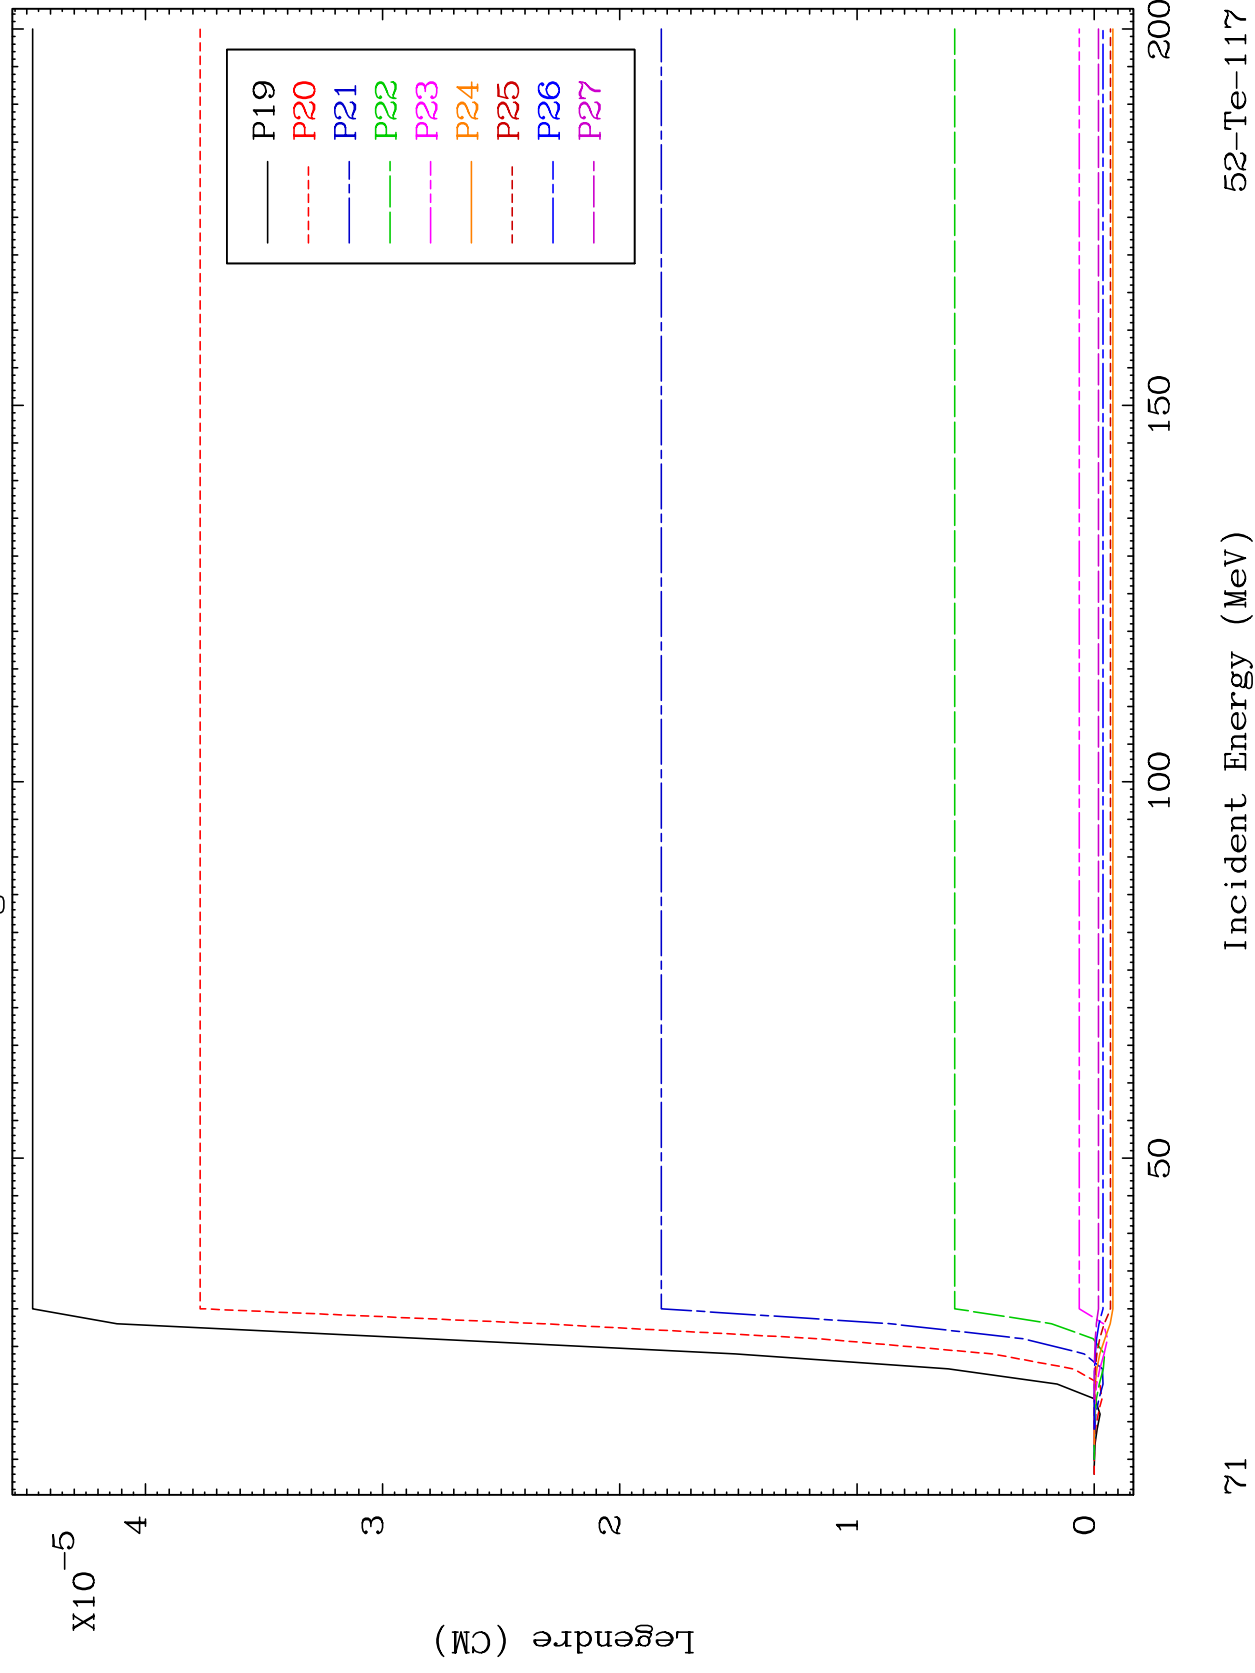 X10-5
4
3
2
1
0
Legendre (CM)
P19
P20
P21
P22
P23
P24
P25
P26
P27
50
100
150
200
Incident Energy (MeV)
71
52-Te-117